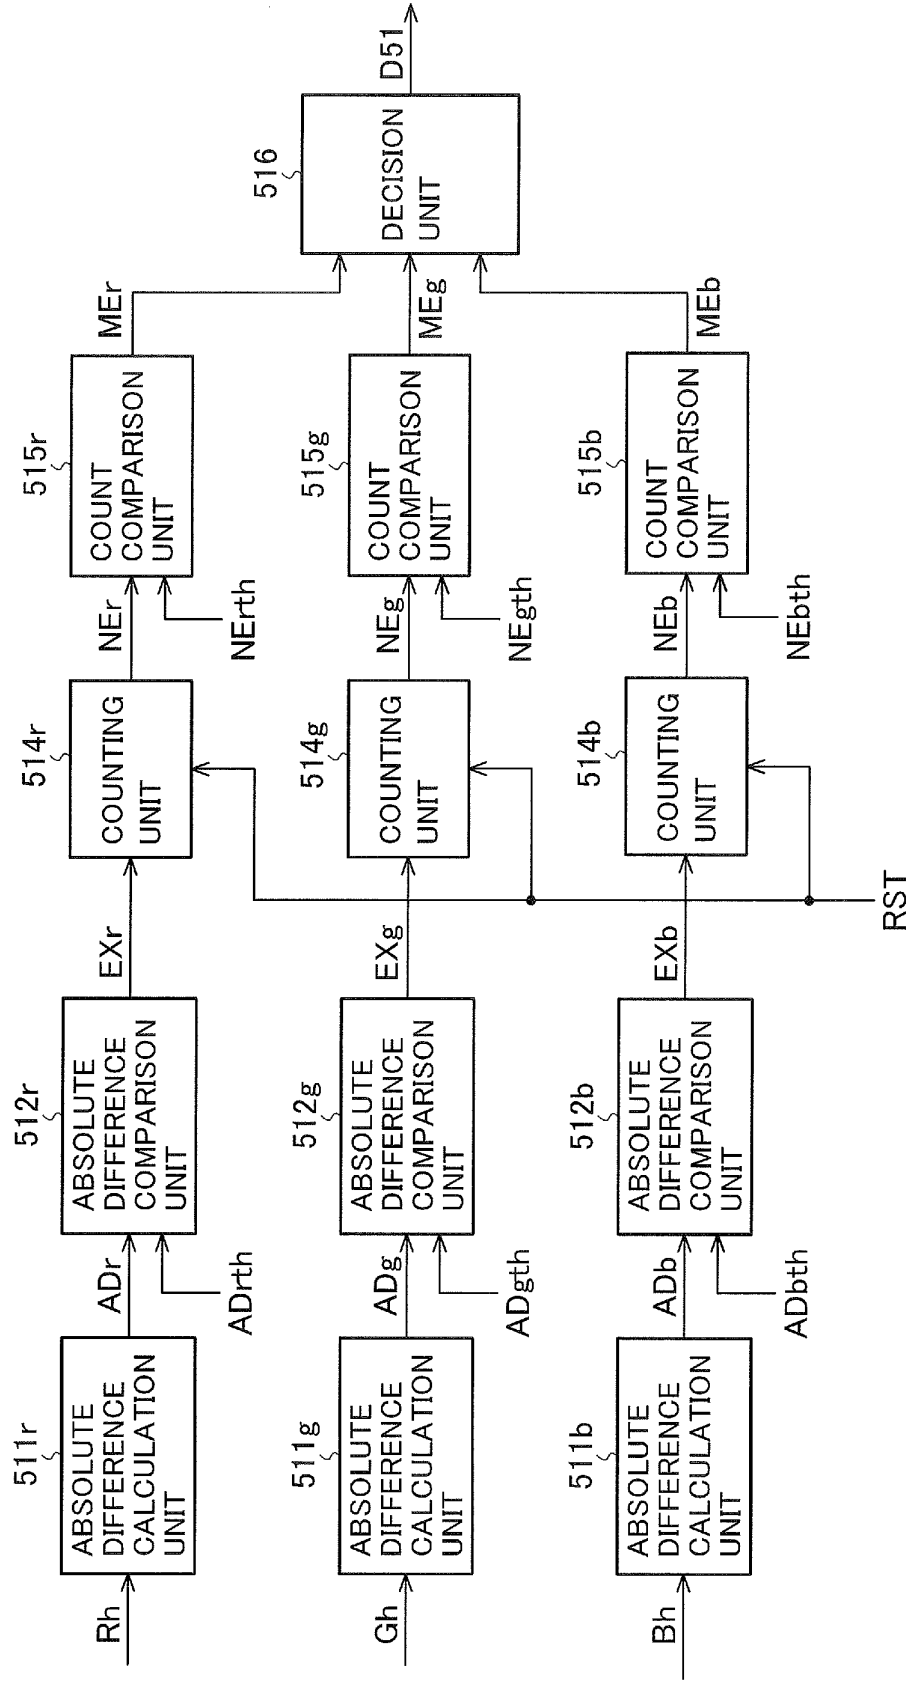 Rh
511r
ABSOLUTE
DIFFERENCE
CALCULATION
UNIT
ADr
ADrth
512r
ABSOLUTE
DIFFERENCE
COMPARISON
UNIT
EXr
514r
COUNTING
UNIT
NEr
NErth
515r
COUNT
COMPARISON
UNIT
MEr
Gh
511g
ABSOLUTE
DIFFERENCE
CALCULATION
UNIT
ADg
ADgth
512g
ABSOLUTE
DIFFERENCE
COMPARISON
UNIT
EXg
514g
COUNTING
UNIT
NEg
NEgth
515g
COUNT
COMPARISON
UNIT
MEg
516
DECISION
UNIT
D51
Bh
511b
ABSOLUTE
DIFFERENCE
CALCULATION
UNIT
ADb
ADbth
512b
ABSOLUTE
DIFFERENCE
COMPARISON
UNIT
EXb
514b
COUNTING
UNIT
NEb
NEbth
515b
COUNT
COMPARISON
UNIT
MEb
RST